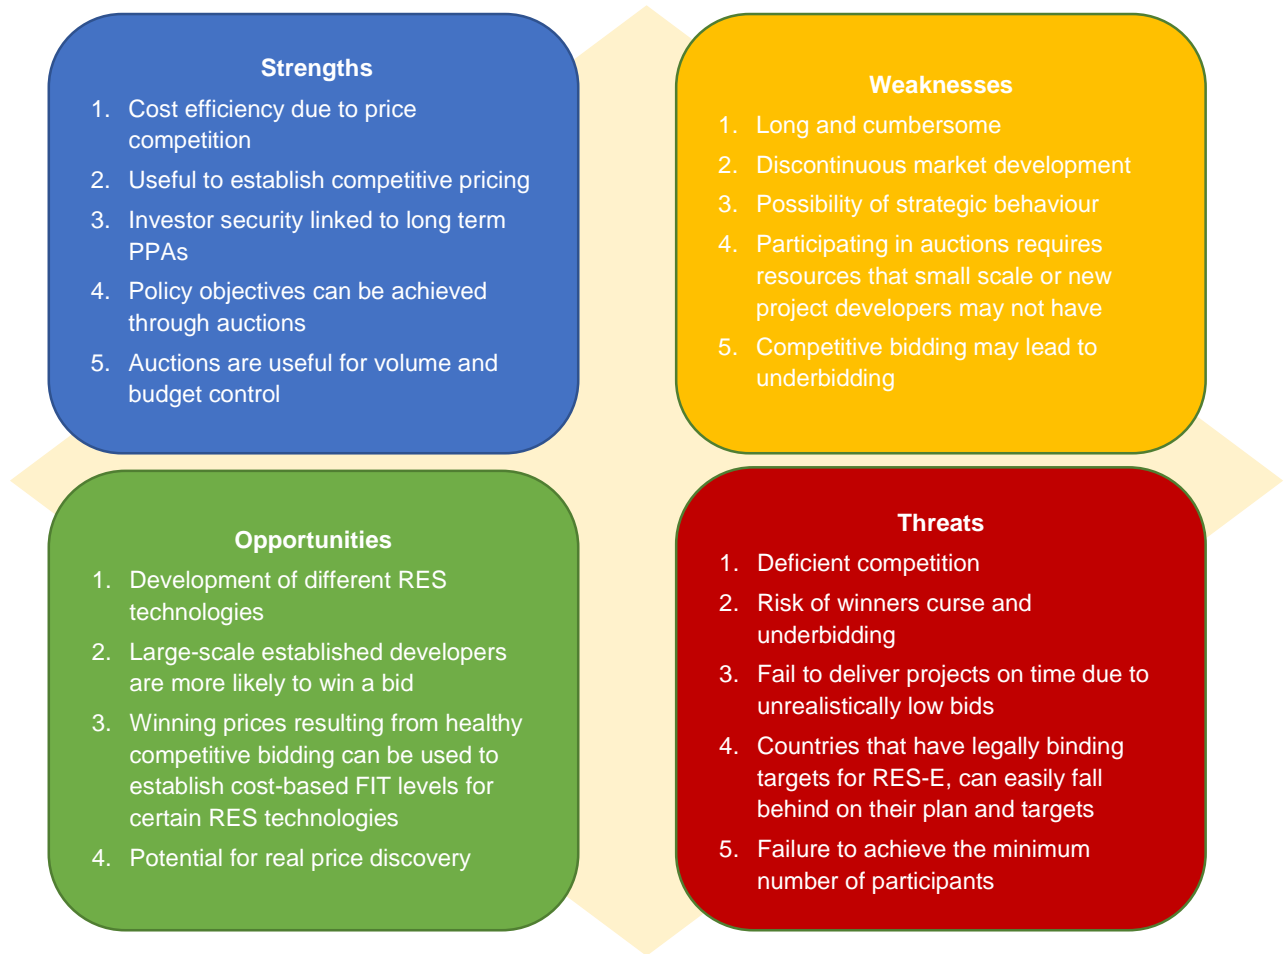 Strengths
1. Cost efficiency due to price
competition
2. Useful to establish competitive pricing
3. Investor security linked to long term
PPAs
4. Policy objectives can be achieved
through auctions
5. Auctions are useful for volume and
budget control
Weaknesses
1. Long and cumbersome
2. Discontinuous market development
3. Possibility of strategic behaviour
4. Participating in auctions requires
resources that small scale or new
project developers may not have
5. Competitive bidding may lead to
underbidding
Opportunities
1. Development of different RES
technologies
2. Large-scale established developers
are more likely to win a bid
3. Winning prices resulting from healthy
competitive bidding can be used to
establish cost-based FIT levels for
certain RES technologies
4. Potential for real price discovery
Threats
1. Deficient competition
2. Risk of winners curse and
underbidding
3. Fail to deliver projects on time due to
unrealistically low bids
4. Countries that have legally binding
targets for RES-E, can easily fall
behind on their plan and targets
5. Failure to achieve the minimum
number of participants